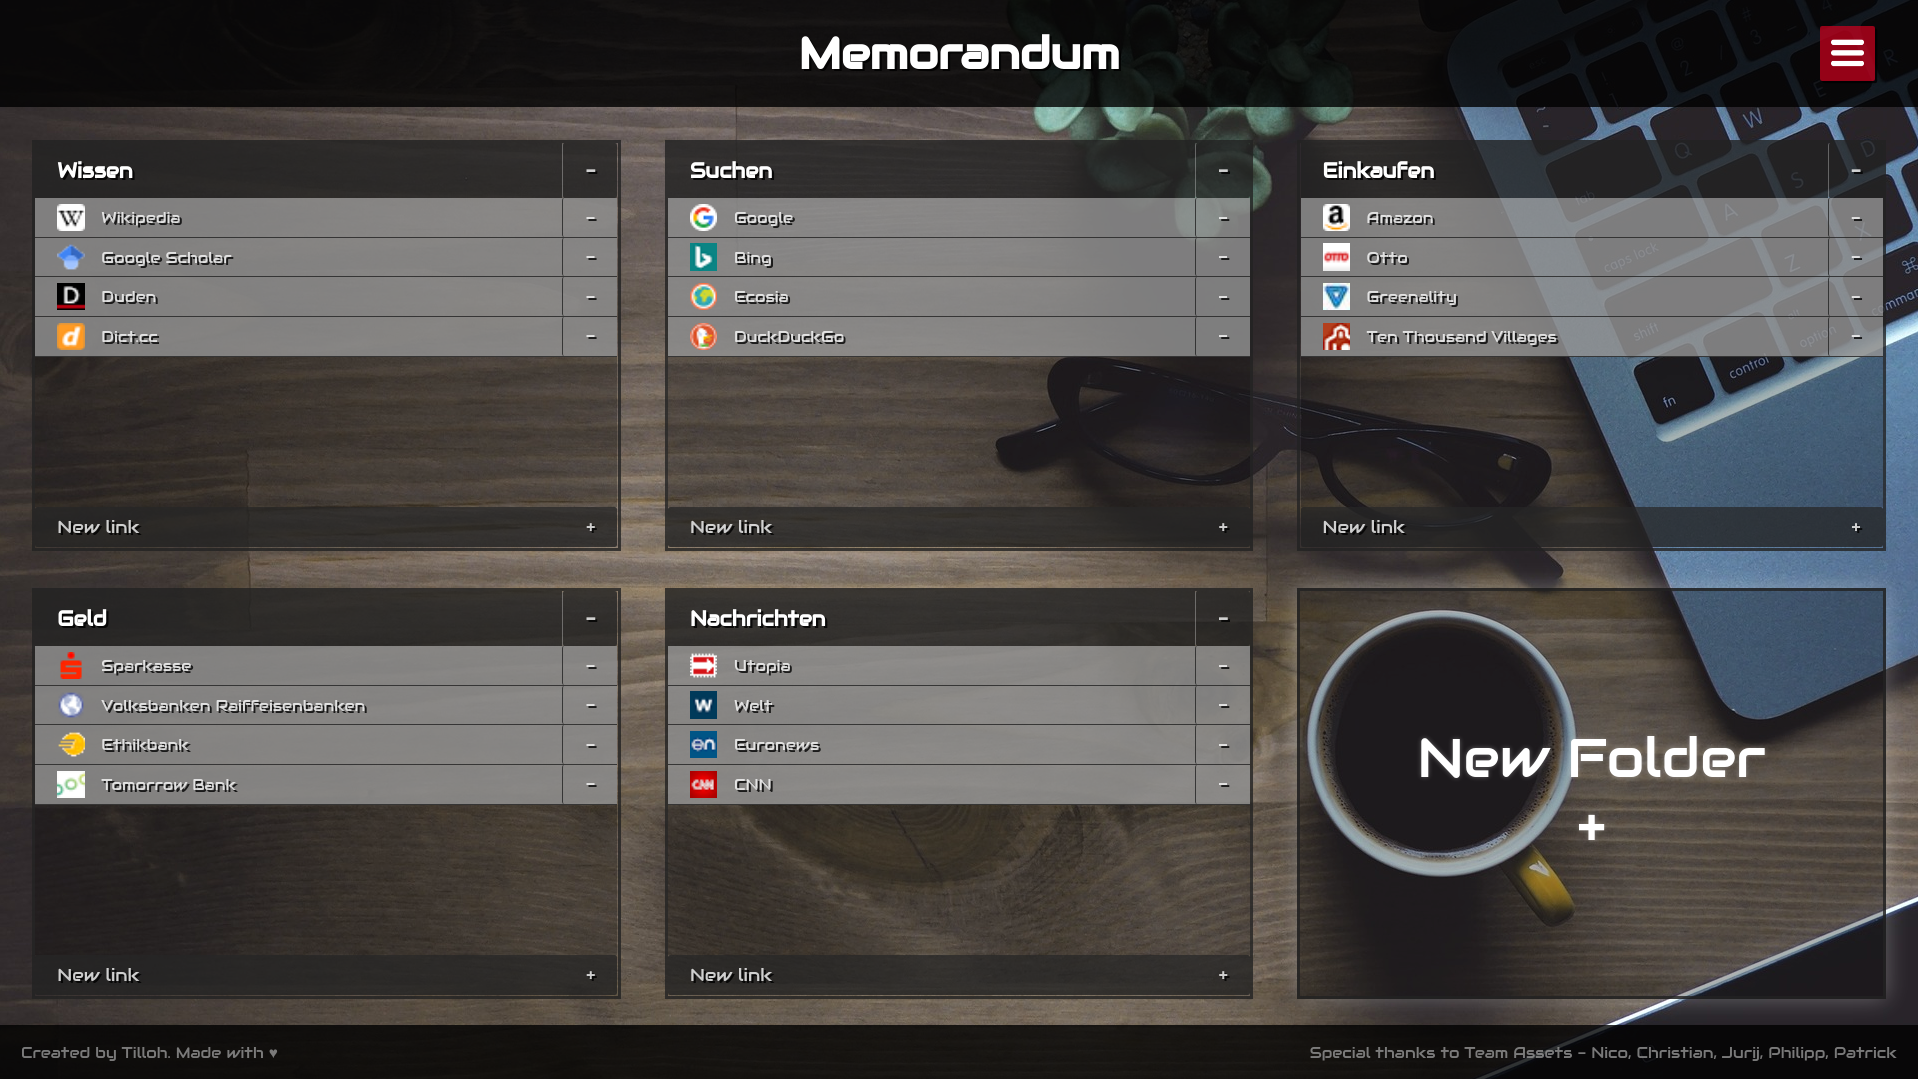 Memorandum
Wissen -
Wikipedia -
Google Scholar -
Duden -
Dict.cc -
New link +
Suchen -
Google -
Bing -
Ecosia -
DuckDuckGo -
New link +
Einkaufen -
Amazon -
Otto -
Greenality -
Ten Thousand Villages -
New link +
Geld -
Sparkasse -
Volksbanken Raiffeisenbanken -
Ethikbank -
Tomorrow Bank -
New link +
Nachrichten -
Utopia -
Welt -
Euronews -
CNN -
New link +
New Folder
+
Created by Tilloh. Made with ♥
Special thanks to Team Assets - Nico, Christian, Jurij, Philipp, Patrick